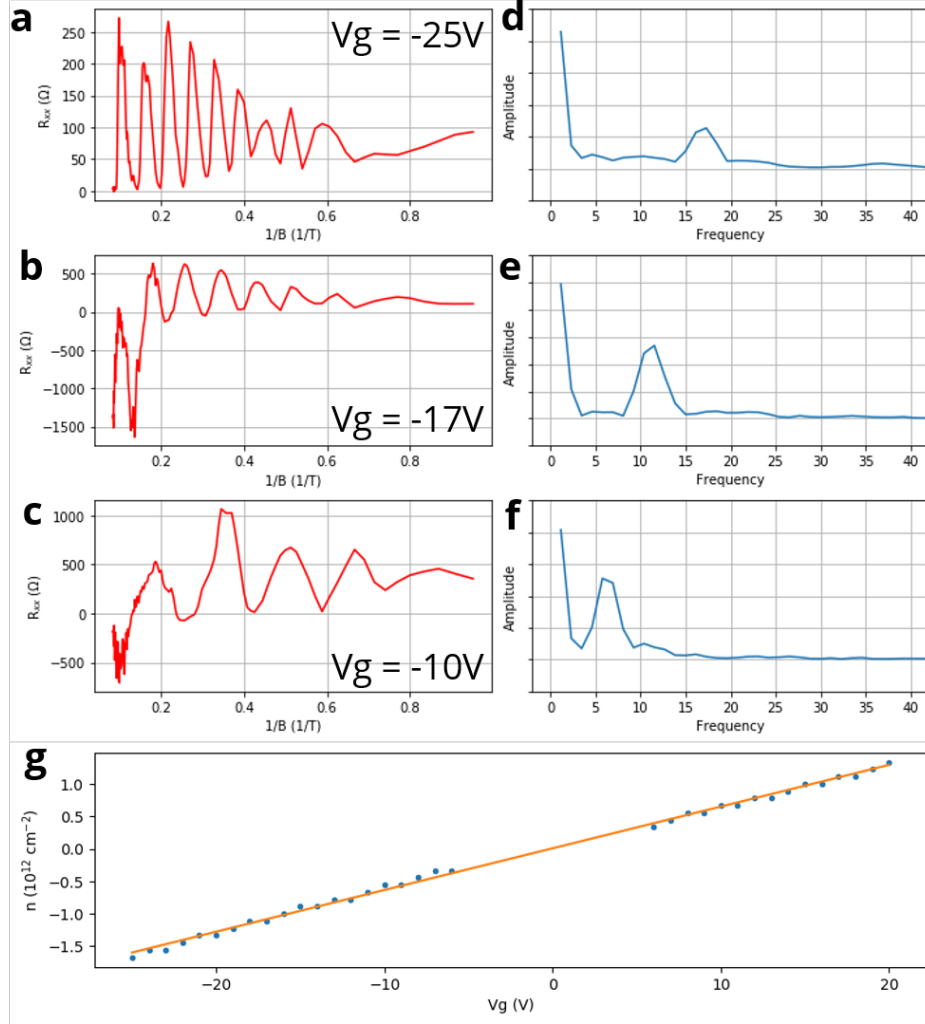 a
Vg = -25V
250
200
150
100
50
0
Rxx (Ω)
0.2 0.4 0.6 0.8
1/B (1/T)
d
Amplitude
0 5 10 15 20 25 30 35 40
Frequency
b
Vg = -17V
500
0
−500
−1000
−1500
Rxx (Ω)
0.2 0.4 0.6 0.8
1/B (1/T)
e
Amplitude
0 5 10 15 20 25 30 35 40
Frequency
c
Vg = -10V
1000
500
0
−500
Rxx (Ω)
0.2 0.4 0.6 0.8
1/B (1/T)
f
Amplitude
0 5 10 15 20 25 30 35 40
Frequency
g
1.0
0.5
0.0
−0.5
−1.0
−1.5
n (10¹² cm⁻²)
−20 −10 0 10 20
Vg (V)